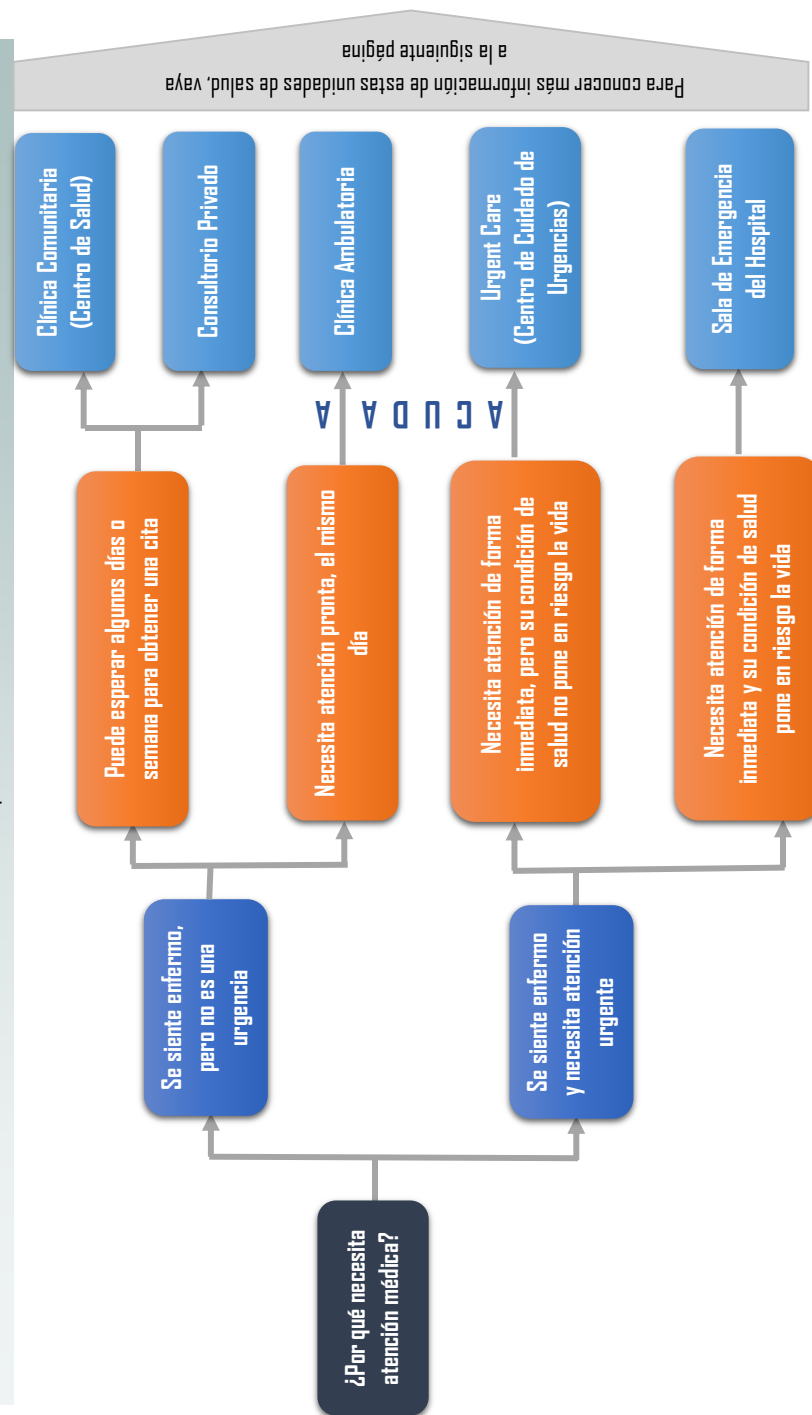 ¿Por qué necesita
atención médica?
Se siente enfermo,
pero no es una
urgencia
Se siente enfermo
y necesita atención
urgente
Puede esperar algunos días o
semana para obtener una cita
Necesita atención pronta, el mismo
día
Necesita atención de forma
inmediata, pero su condición de
salud no pone en riesgo la vida
Necesita atención de forma
inmediata y su condición de salud
pone en riesgo la vida
ACUDA A
Clínica Comunitaria
(Centro de Salud)
Consultorio Privado
Clínica Ambulatoria
Urgent Care
(Centro de Cuidado de
Urgencias)
Sala de Emergencia
del Hospital
Para conocer más información de estas unidades de salud, vaya
a la siguiente página